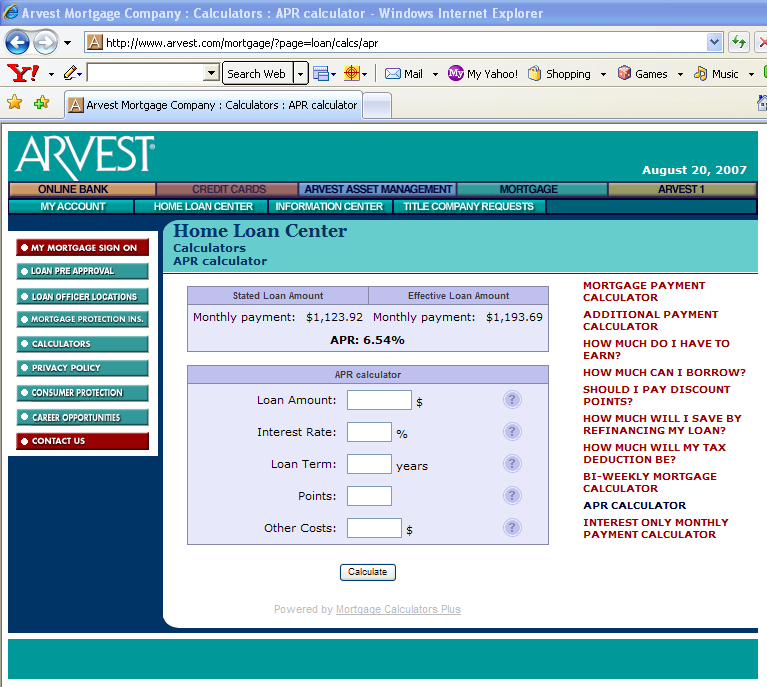 Arvest Mortgage Company : Calculators : APR calculator - Windows Internet Explorer
http://www.arvest.com/mortgage/?page=loan/calcs/apr
Y! Search Web Mail My Yahoo! Shopping Games Music
Arvest Mortgage Company : Calculators : APR calculator
ARVEST®
August 20, 2007
ONLINE BANK CREDIT CARDS ARVEST ASSET MANAGEMENT MORTGAGE ARVEST 1
MY ACCOUNT HOME LOAN CENTER INFORMATION CENTER TITLE COMPANY REQUESTS
MY MORTGAGE SIGN ON
LOAN PRE APPROVAL
LOAN OFFICER LOCATIONS
MORTGAGE PROTECTION INS.
CALCULATORS
PRIVACY POLICY
CONSUMER PROTECTION
CAREER OPPORTUNITIES
CONTACT US
Home Loan Center
Calculators
APR calculator
Stated Loan Amount Effective Loan Amount
Monthly payment: $1,123.92 Monthly payment: $1,193.69
APR: 6.54%
APR calculator
Loan Amount: $ ?
Interest Rate: % ?
Loan Term: years ?
Points: ?
Other Costs: $ ?
Calculate
Powered by Mortgage Calculators Plus
MORTGAGE PAYMENT
CALCULATOR
ADDITIONAL PAYMENT
CALCULATOR
HOW MUCH DO I HAVE TO
EARN?
HOW MUCH CAN I BORROW?
SHOULD I PAY DISCOUNT
POINTS?
HOW MUCH WILL I SAVE BY
REFINANCING MY LOAN?
HOW MUCH WILL MY TAX
DEDUCTION BE?
BI-WEEKLY MORTGAGE
CALCULATOR
APR CALCULATOR
INTEREST ONLY MONTHLY
PAYMENT CALCULATOR